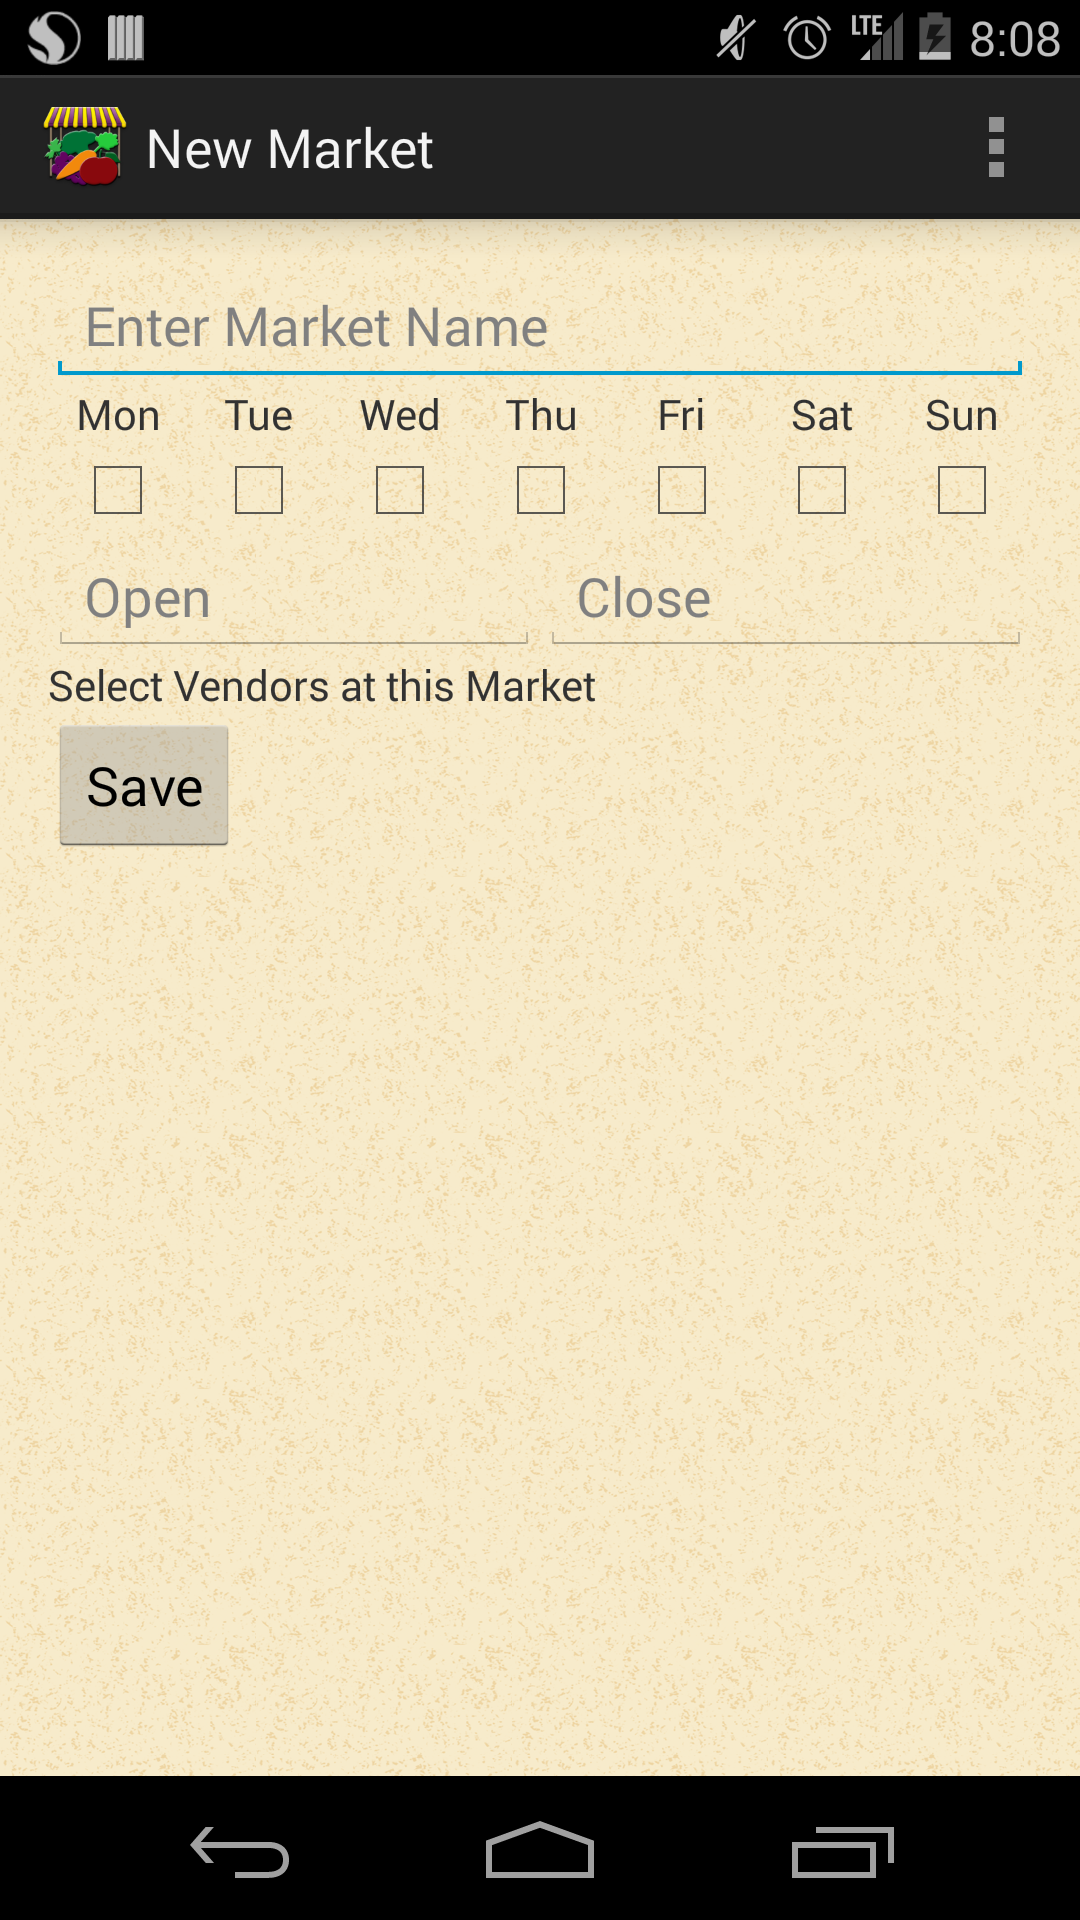 LTE 8:08
New Market
Enter Market Name
Mon Tue Wed Thu Fri Sat Sun
Open Close
Select Vendors at this Market
Save